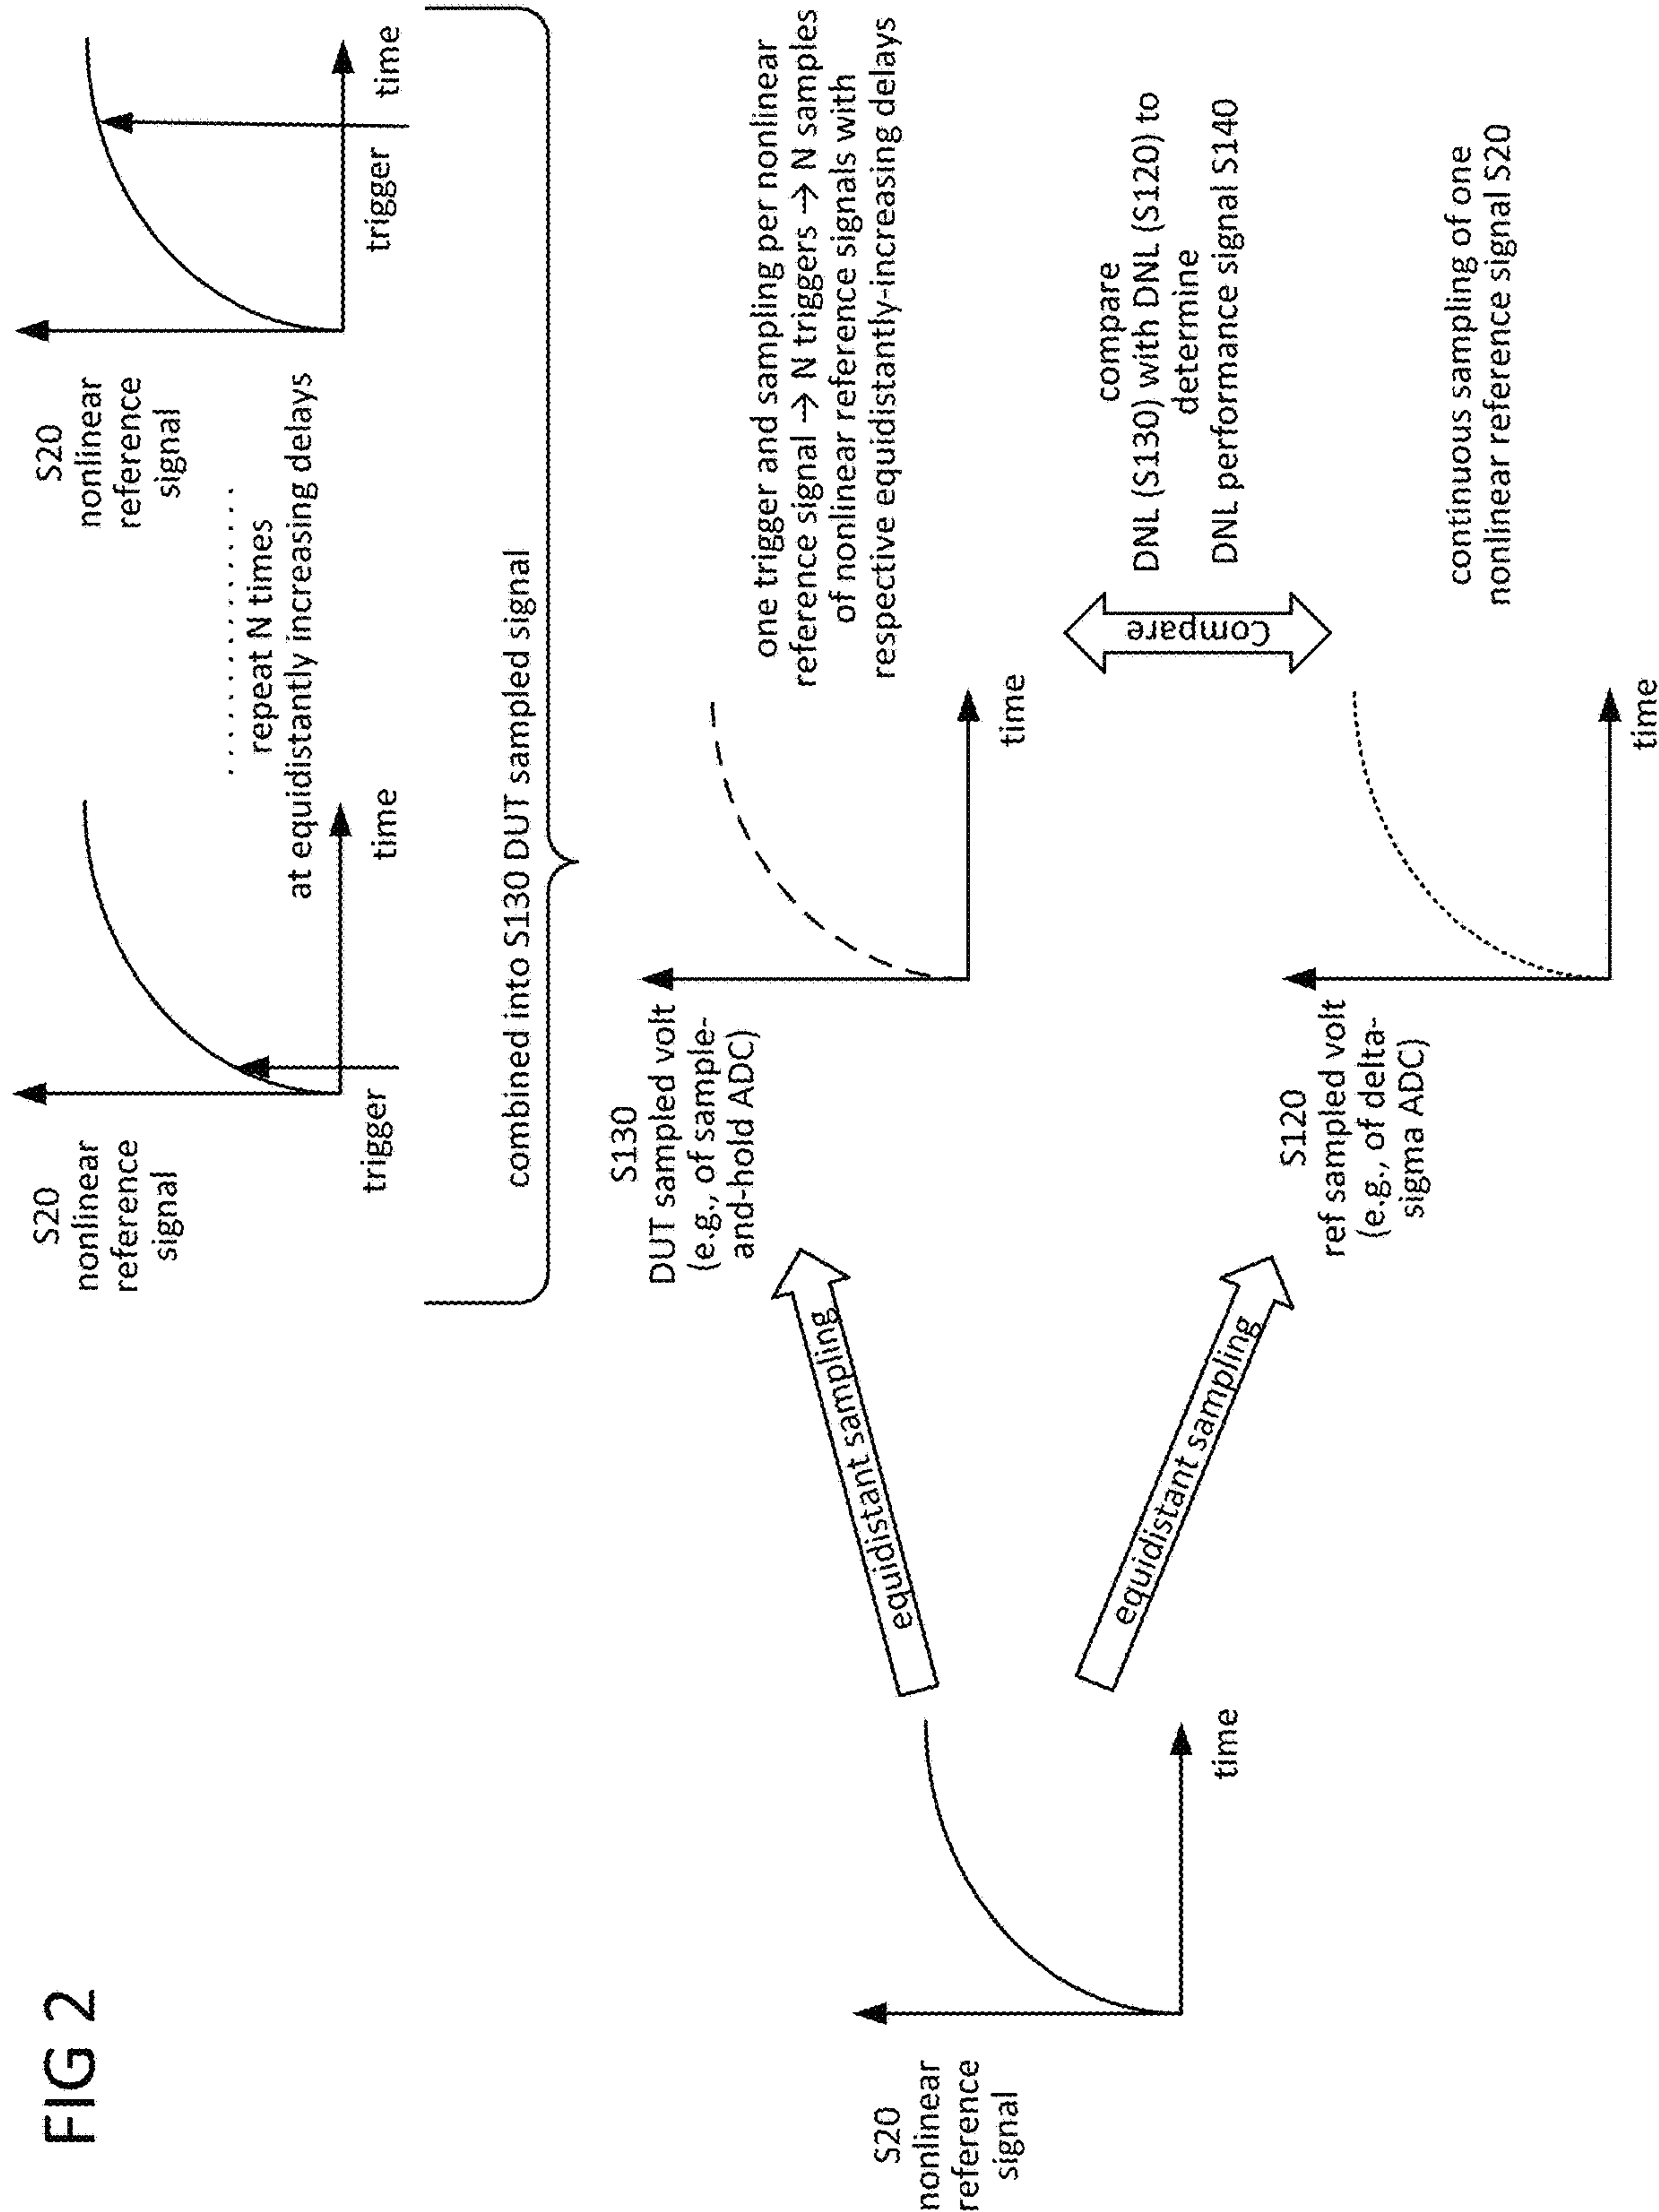 FIG 2
S20
nonlinear
reference
signal
trigger
time
. . . . . . . . . . . . . .
repeat N times
at equidistantly increasing delays
S20
nonlinear
reference
signal
trigger
time
combined into S130 DUT sampled signal
S20
nonlinear
reference
signal
time
equidistant sampling
equidistant sampling
S130
DUT sampled volt
(e.g., of sample-
and-hold ADC)
time
one trigger and sampling per nonlinear
reference signal → N triggers → N samples
of nonlinear reference signals with
respective equidistantly-increasing delays
Compare
compare
DNL (S130) with DNL (S120) to
determine
DNL performance signal S140
S120
ref sampled volt
(e.g., of delta-
sigma ADC)
time
continuous sampling of one
nonlinear reference signal S20